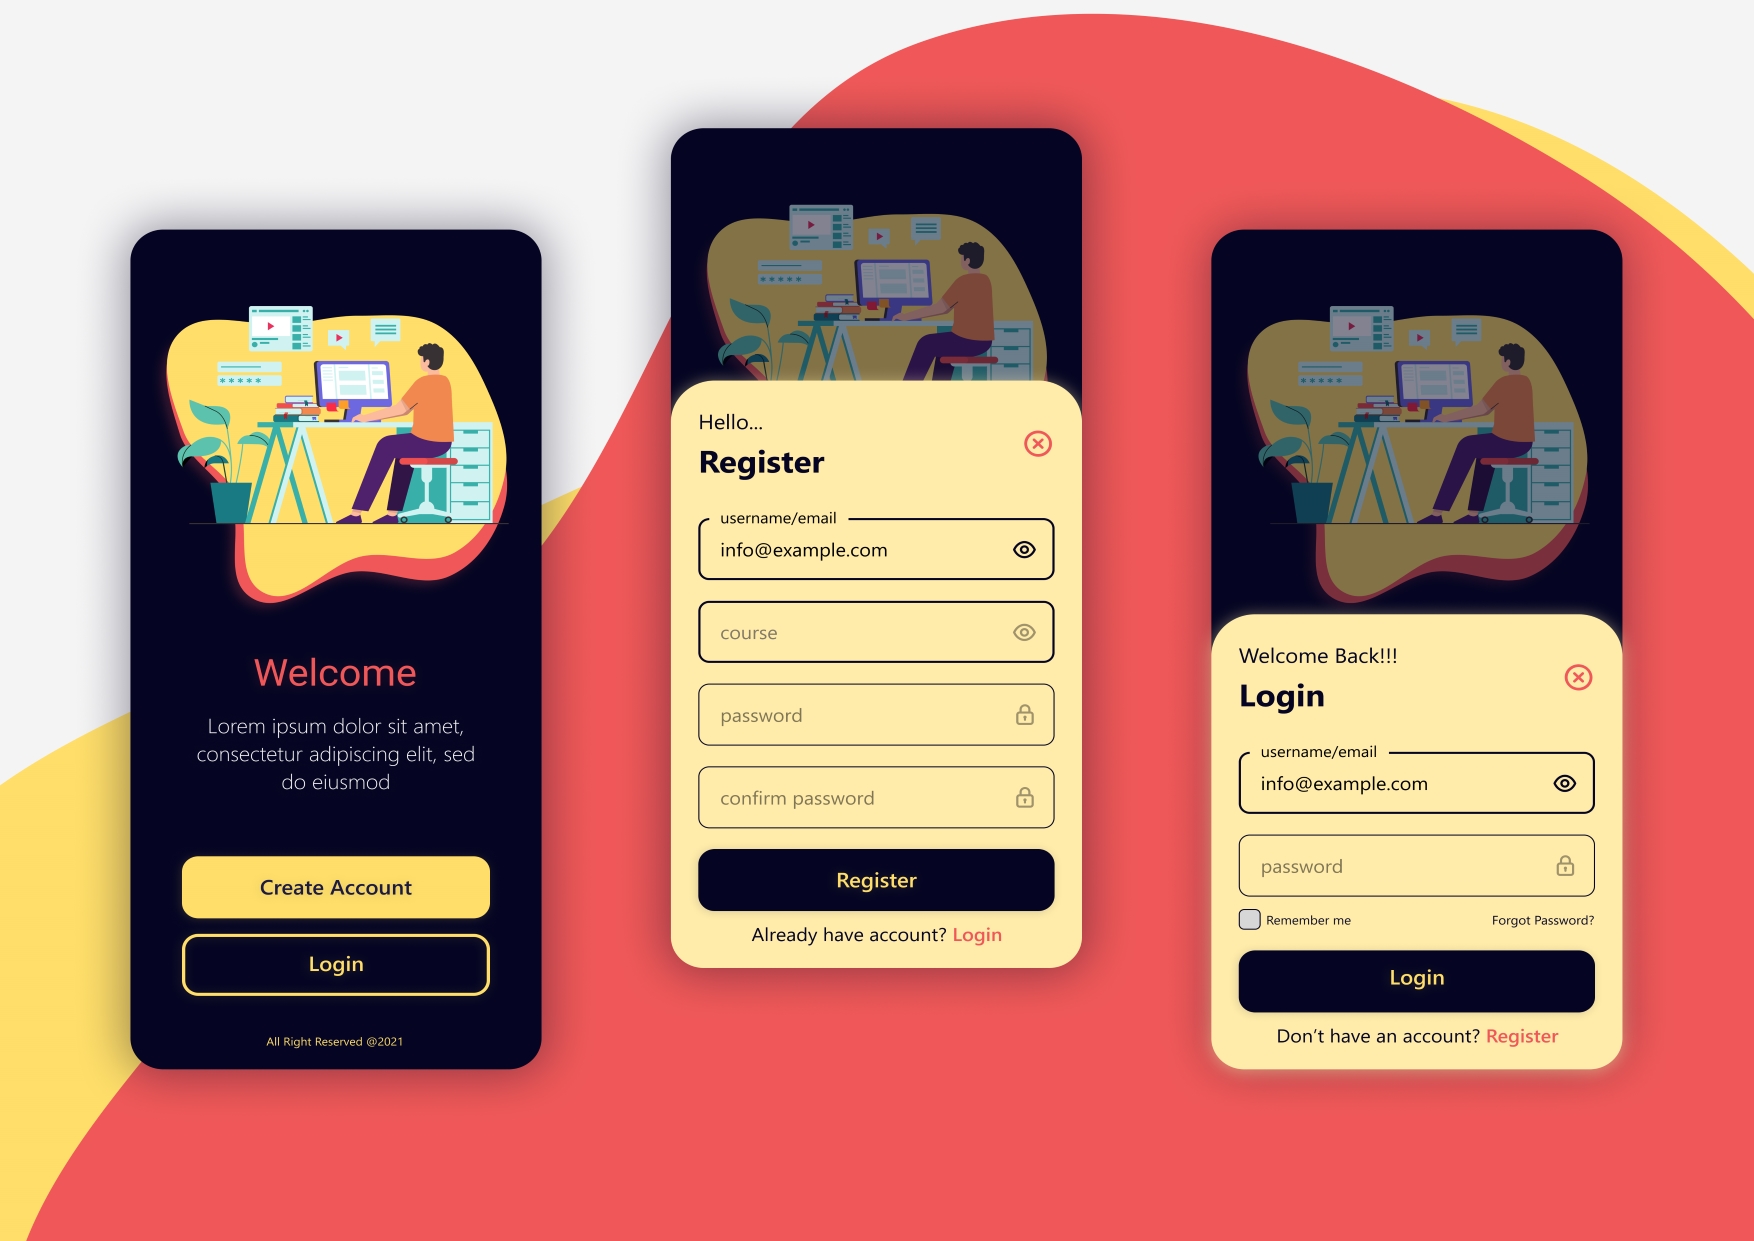 *****
Welcome
Lorem ipsum dolor sit amet,
consectetur adipiscing elit, sed
do eiusmod
Create Account
Login
All Right Reserved @2021
*****
Hello...
Register
username/email
info@example.com
course
password
confirm password
Register
Already have account? Login
*****
Welcome Back!!!
Login
username/email
info@example.com
password
Remember me
Forgot Password?
Login
Don't have an account? Register